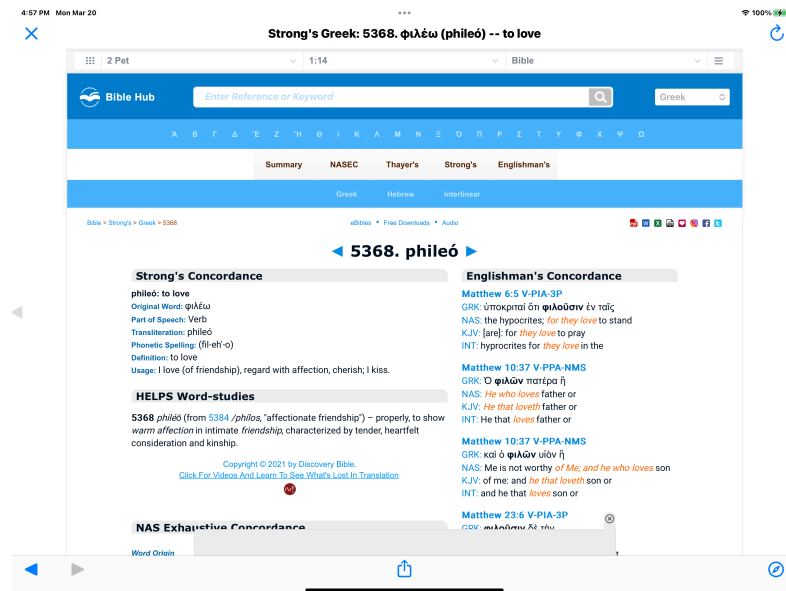 4:57 PM Mon Mar 20
100%
Strong's Greek: 5368. φιλέω (phileó) -- to love
2 Pet
1:14
Bible
Bible Hub
Enter Reference or Keyword
Greek
Ἀ Β Γ Δ Ἐ Ζ Ἡ Θ ἰ Κ Λ Μ Ν Ξ Ὀ Π Ρ Σ Τ Υ Φ Χ Ψ Ὠ
Summary NASEC Thayer's Strong's Englishman's
Greek Hebrew Interlinear
Bible > Strong's > Greek > 5368
eBibles • Free Downloads • Audio
◄ 5368. phileó ►
Strong's Concordance
phileó: to love
Original Word: φιλέω
Part of Speech: Verb
Transliteration: phileó
Phonetic Spelling: (fil-eh'-o)
Definition: to love
Usage: I love (of friendship), regard with affection, cherish; I kiss.
HELPS Word-studies
5368 philéō (from 5384 /phílos, "affectionate friendship") – properly, to show
warm affection in intimate friendship, characterized by tender, heartfelt
consideration and kinship.
Copyright © 2021 by Discovery Bible.
Click For Videos And Learn To See What's Lost In Translation
NAS Exhaustive Concordance
Word Origin
Englishman's Concordance
Matthew 6:5 V-PIA-3P
GRK: ὑποκριταί ὅτι φιλοῦσιν ἐν ταῖς
NAS: the hypocrites; for they love to stand
KJV: [are]: for they love to pray
INT: hyprocrites for they love in the
Matthew 10:37 V-PPA-NMS
GRK: Ὁ φιλῶν πατέρα ἢ
NAS: He who loves father or
KJV: He that loveth father or
INT: He that loves father or
Matthew 10:37 V-PPA-NMS
GRK: καὶ ὁ φιλῶν υἱὸν ἢ
NAS: Me is not worthy of Me; and he who loves son
KJV: of me: and he that loveth son or
INT: and he that loves son or
Matthew 23:6 V-PIA-3P
GRK: φιλοῦσιν δὲ τὴν